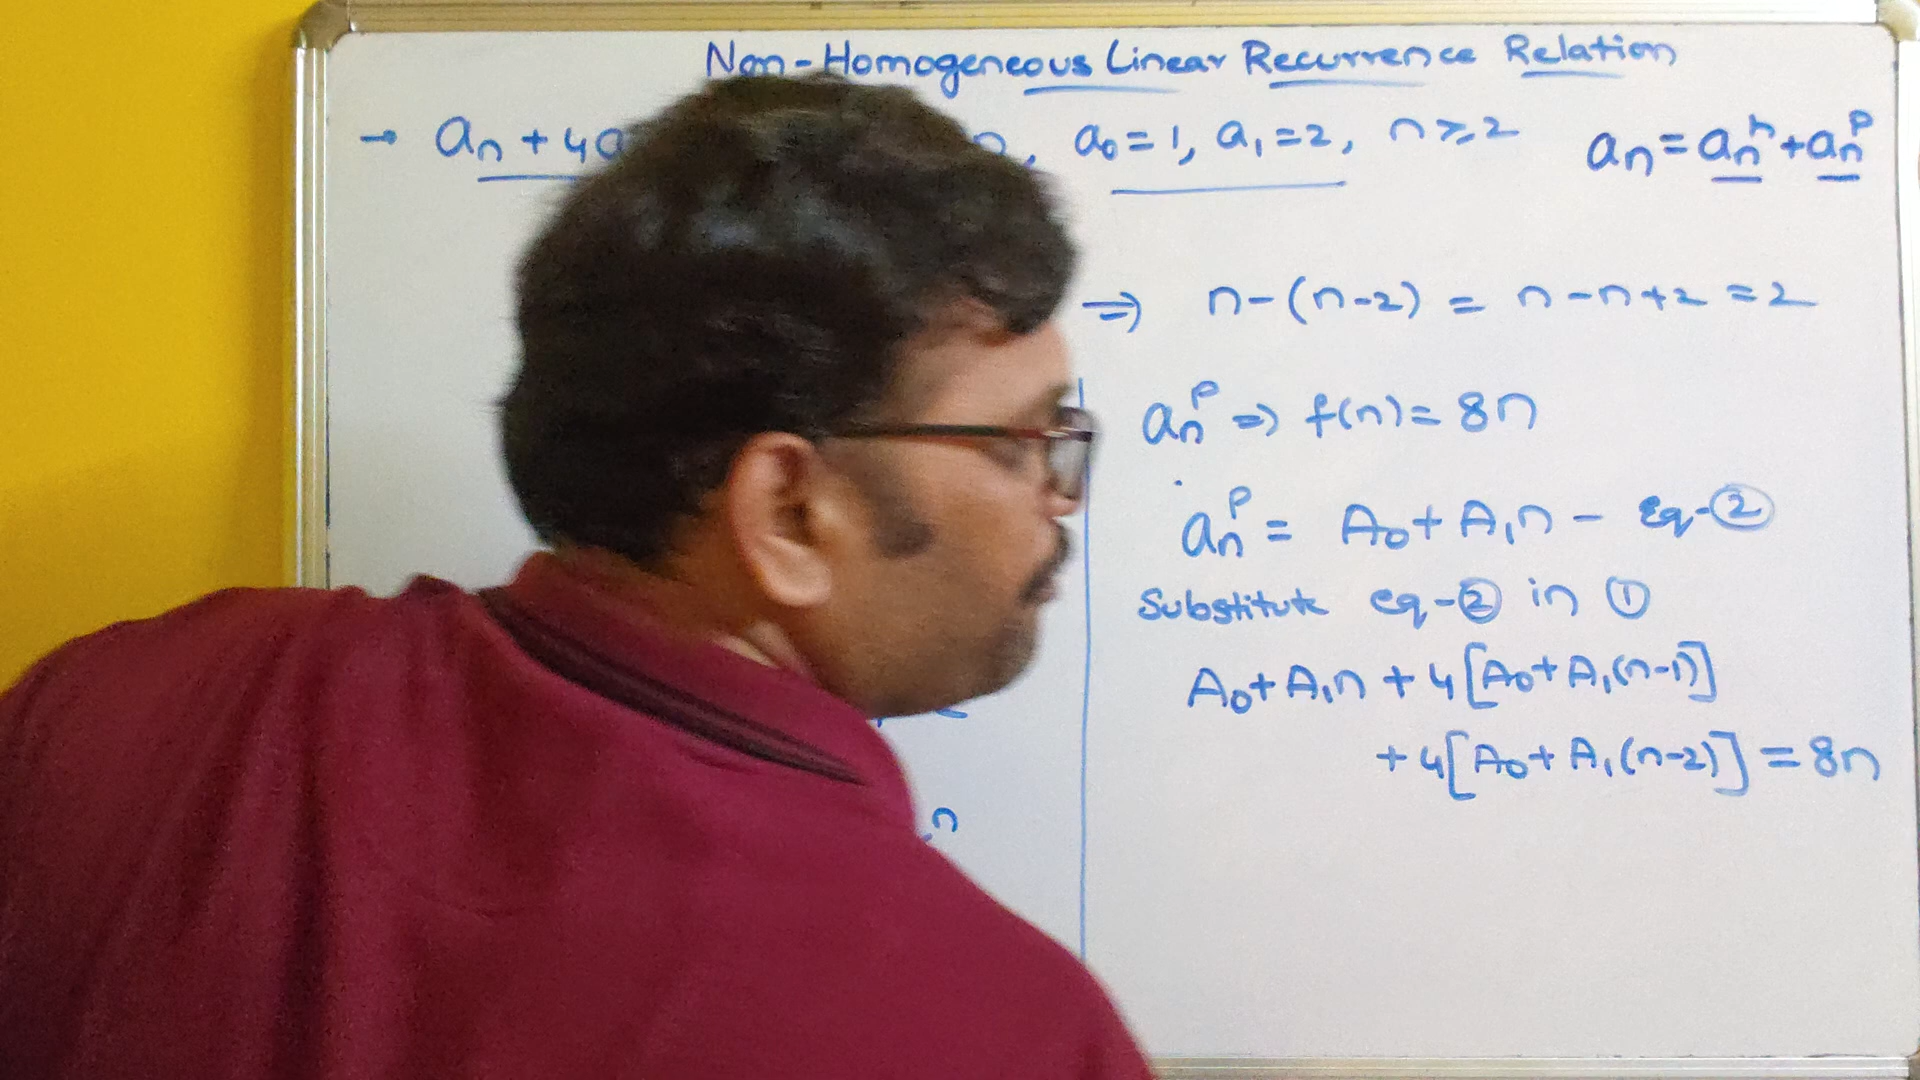 Non-Homogeneous Linear Recurrence Relation
→ aₙ + 4a n, a₀ = 1, a₁ = 2, n ≥ 2 aₙ = aₙʰ + aₙᵖ
⇒ n - (n-2) = n - n + 2 = 2
aₙᵖ ⇒ f(n) = 8n
aₙᵖ = A₀ + A₁n - Eq-②
Substitute eq-② in ①
A₀ + A₁n + 4[A₀ + A₁(n-1)]
+ 4[A₀ + A₁(n-2)] = 8n
n